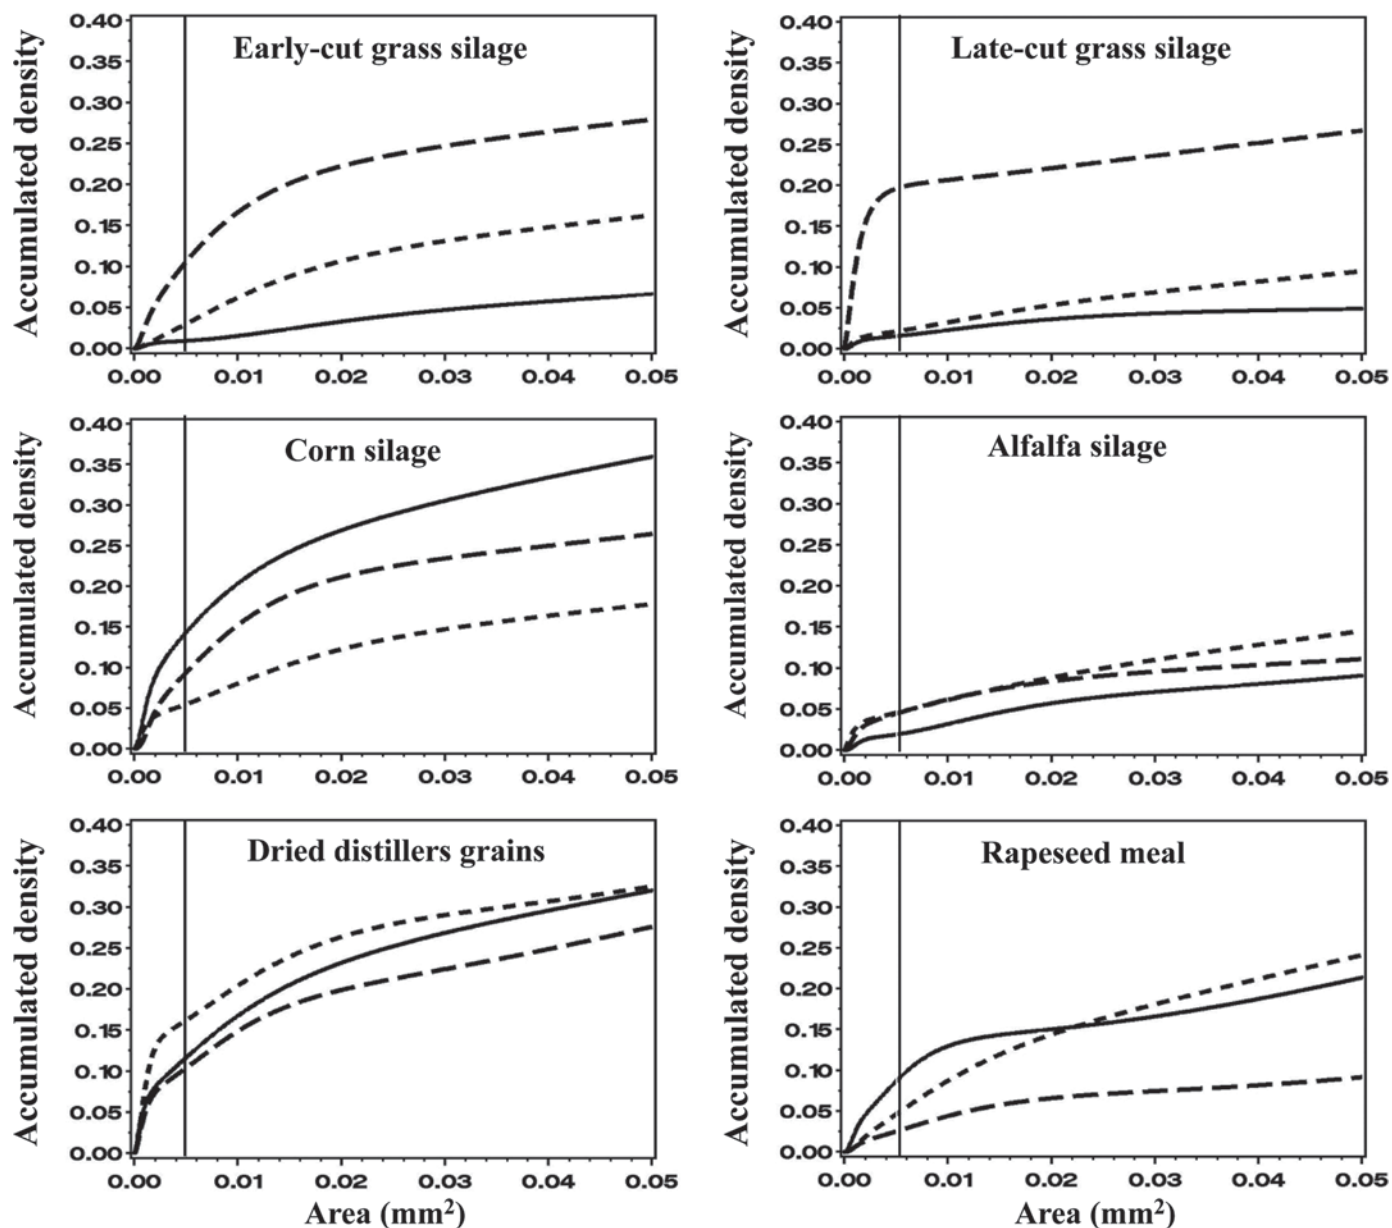 Early-cut grass silage
Accumulated density
0.40
0.35
0.30
0.25
0.20
0.15
0.10
0.05
0.00
0.00 0.01 0.02 0.03 0.04 0.05
Late-cut grass silage
Accumulated density
0.40
0.35
0.30
0.25
0.20
0.15
0.10
0.05
0.00
0.00 0.01 0.02 0.03 0.04 0.05
Corn silage
Accumulated density
0.40
0.35
0.30
0.25
0.20
0.15
0.10
0.05
0.00
0.00 0.01 0.02 0.03 0.04 0.05
Alfalfa silage
Accumulated density
0.40
0.35
0.30
0.25
0.20
0.15
0.10
0.05
0.00
0.00 0.01 0.02 0.03 0.04 0.05
Dried distillers grains
Accumulated density
0.40
0.35
0.30
0.25
0.20
0.15
0.10
0.05
0.00
0.00 0.01 0.02 0.03 0.04 0.05
Area (mm²)
Rapeseed meal
Accumulated density
0.40
0.35
0.30
0.25
0.20
0.15
0.10
0.05
0.00
0.00 0.01 0.02 0.03 0.04 0.05
Area (mm²)